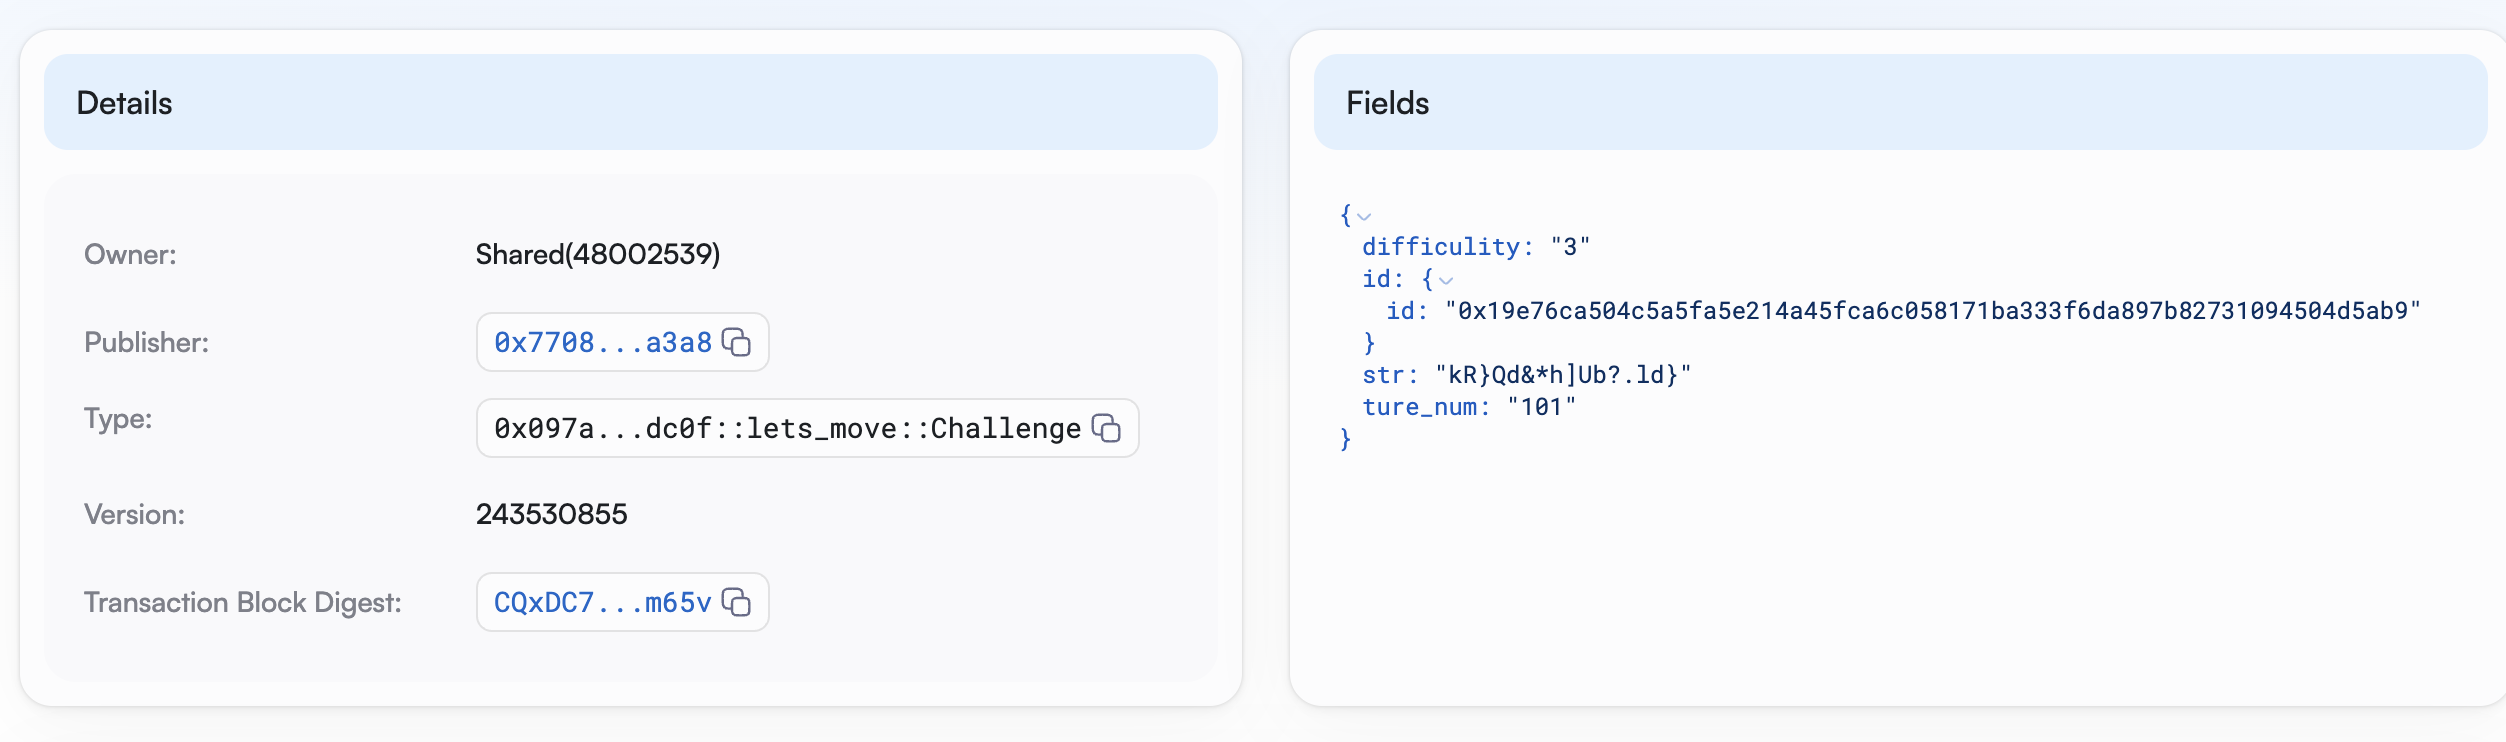 Details
Owner: Shared(48002539)
Publisher: 0x7708...a3a8
Type: 0x097a...dc0f::lets_move::Challenge
Version: 243530855
Transaction Block Digest: CQxDC7...m65v
Fields
{
difficulity: "3"
id: {
id: "0x19e76ca504c5a5fa5e214a45fca6c058171ba333f6da897b82731094504d5ab9"
}
str: "kR}Qd&*h]Ub?.ld}"
ture_num: "101"
}